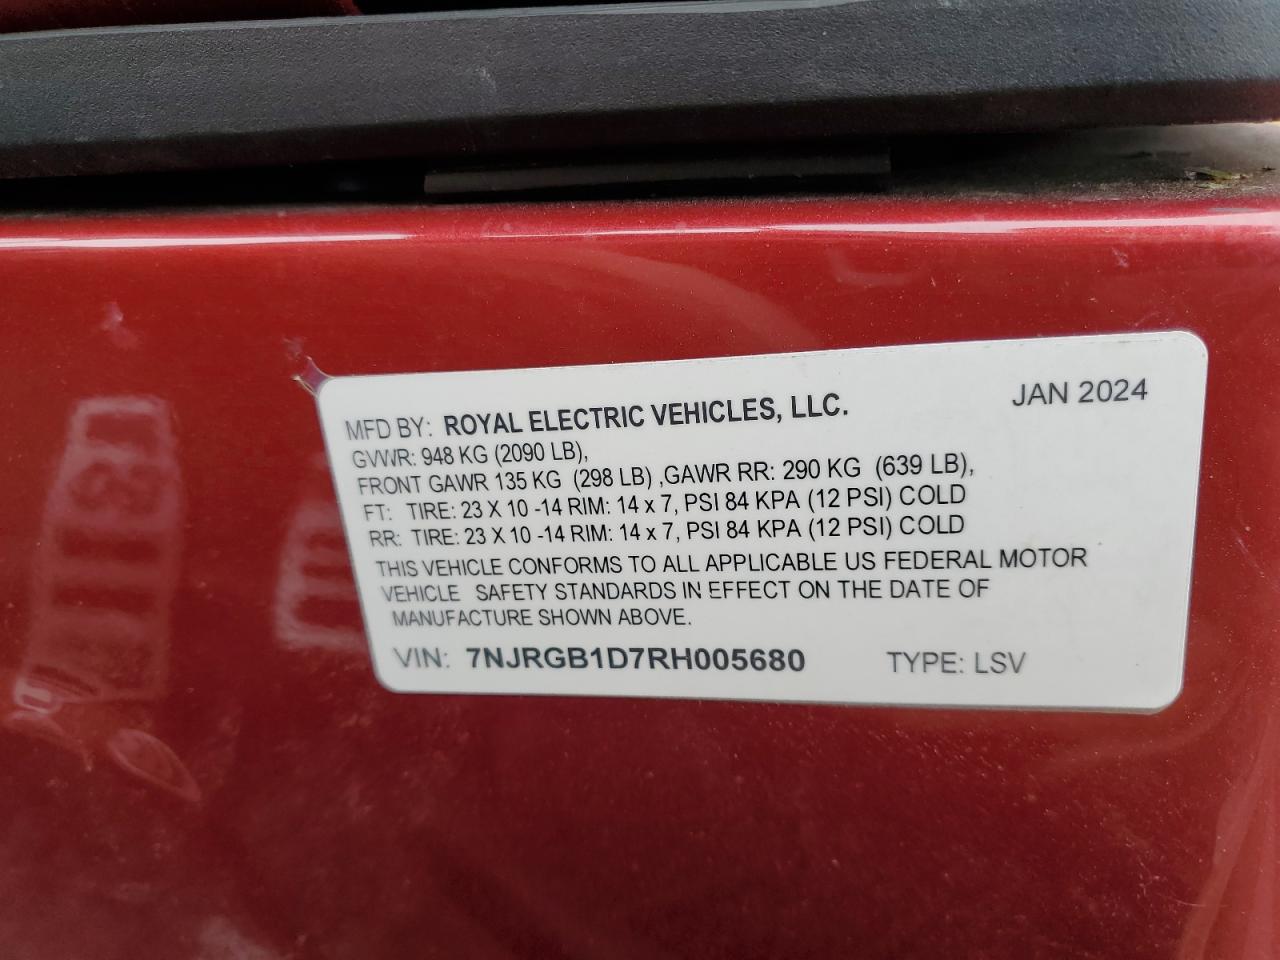 JAN 2024
MFD BY: ROYAL ELECTRIC VEHICLES, LLC.
GVWR: 948 KG (2090 LB),
FRONT GAWR 135 KG (298 LB) ,GAWR RR: 290 KG (639 LB),
FT: TIRE: 23 X 10 -14 RIM: 14 x 7, PSI 84 KPA (12 PSI) COLD
RR: TIRE: 23 X 10 -14 RIM: 14 x 7, PSI 84 KPA (12 PSI) COLD
THIS VEHICLE CONFORMS TO ALL APPLICABLE US FEDERAL MOTOR
VEHICLE SAFETY STANDARDS IN EFFECT ON THE DATE OF
MANUFACTURE SHOWN ABOVE.
VIN: 7NJRGB1D7RH005680 TYPE: LSV